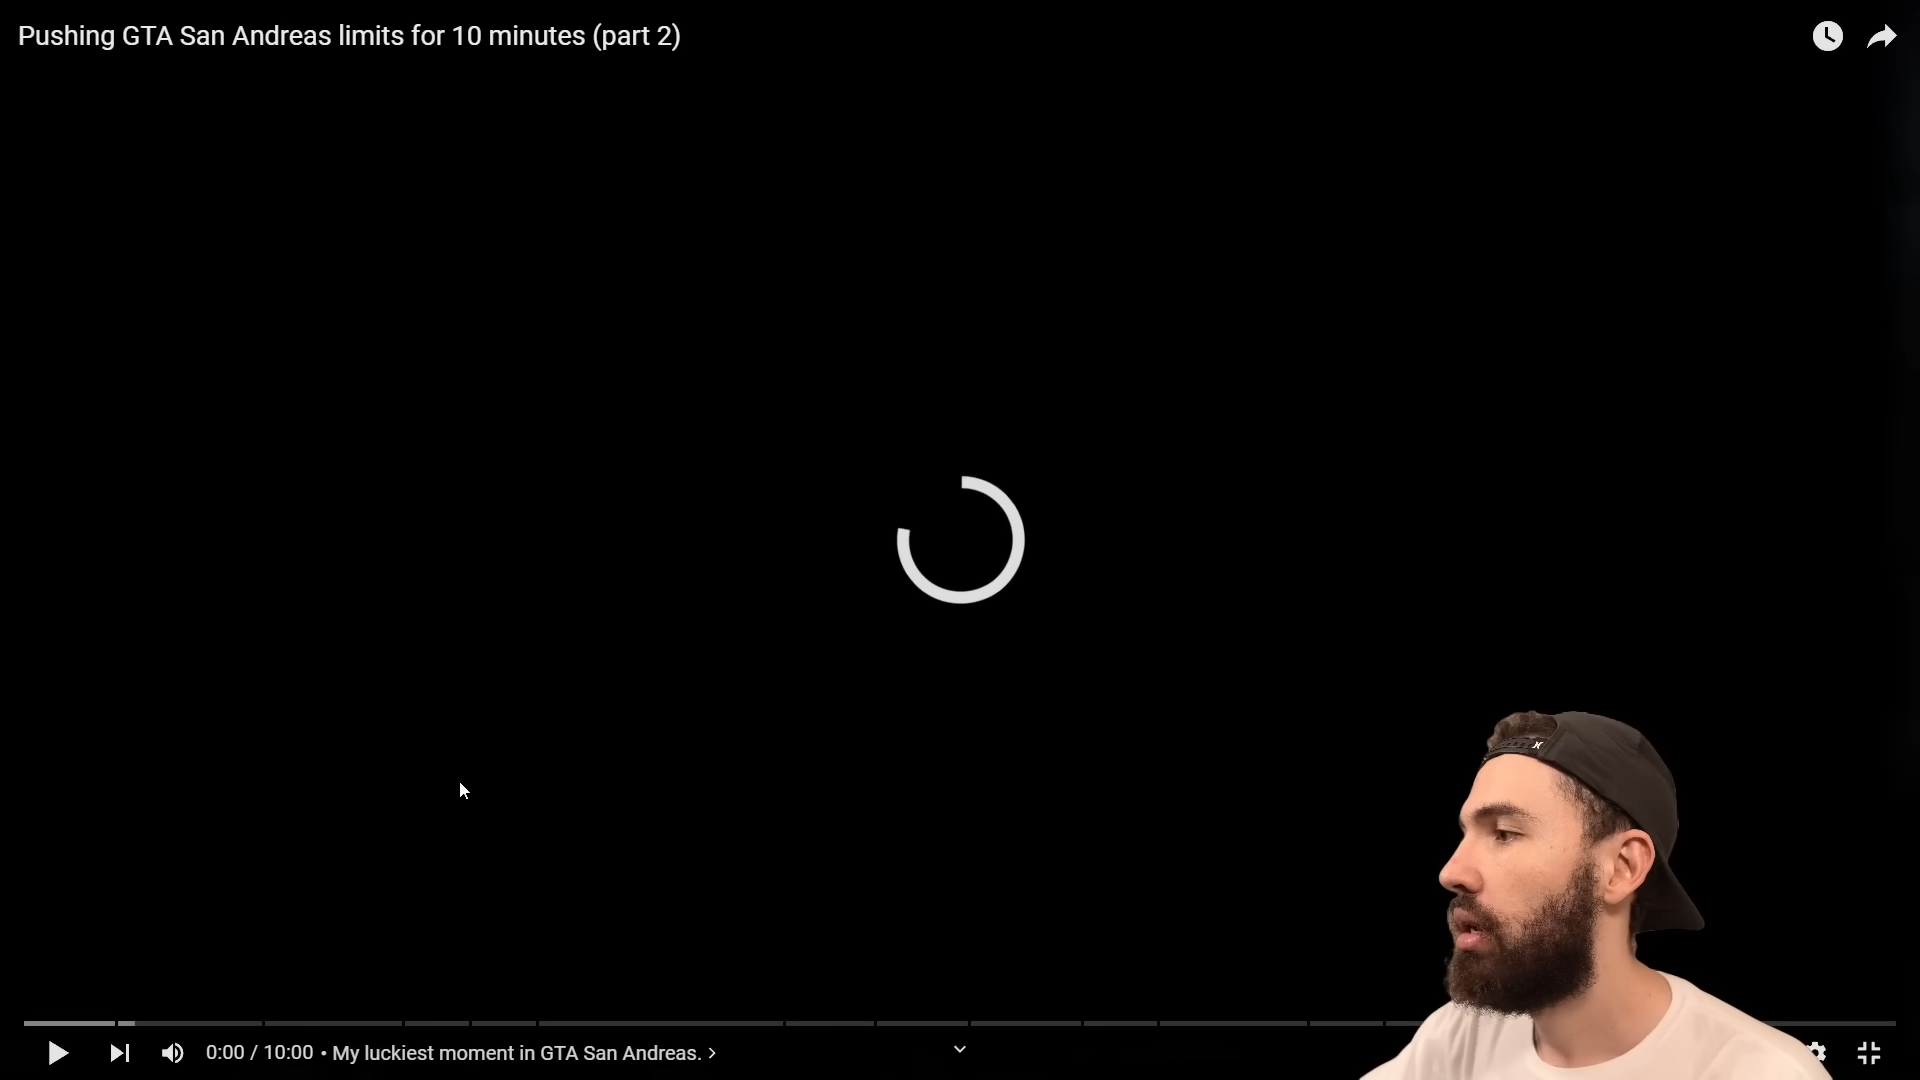 Pushing GTA San Andreas limits for 10 minutes (part 2)
0:00 / 10:00 • My luckiest moment in GTA San Andreas. >